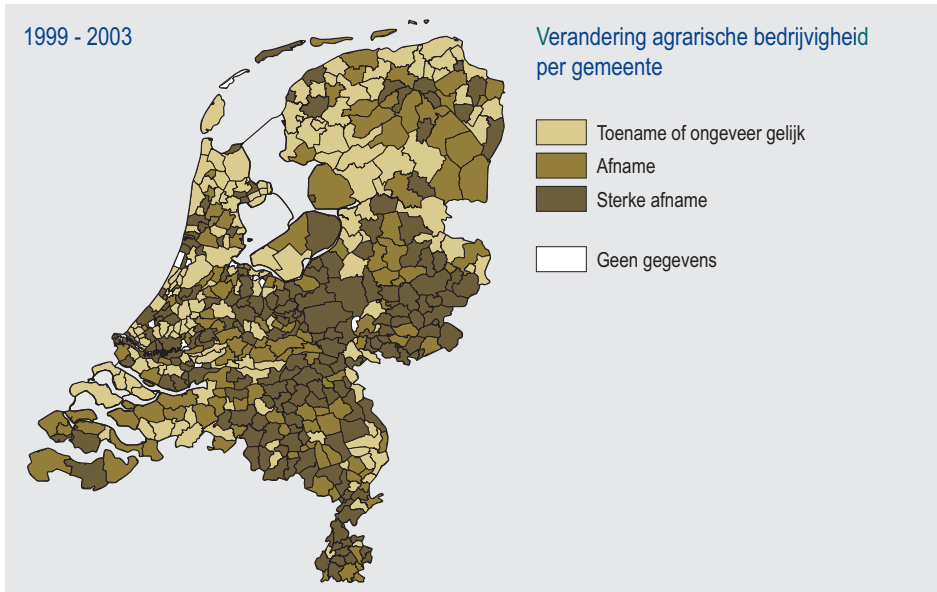 1999 - 2003
Verandering agrarische bedrijvigheid
per gemeente
Toename of ongeveer gelijk
Afname
Sterke afname
Geen gegevens